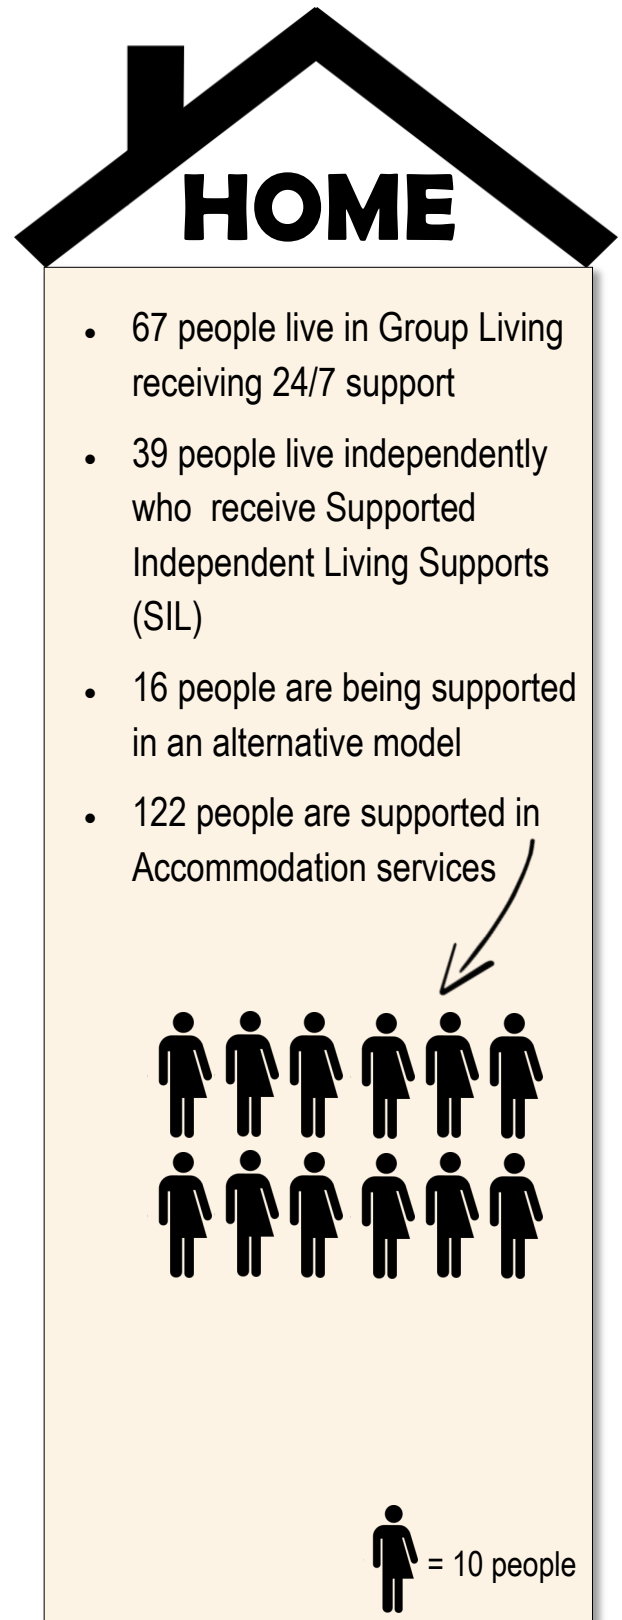 HOME
• 67 people live in Group Living
receiving 24/7 support
• 39 people live independently
who  receive Supported
Independent Living Supports
(SIL)
• 16 people are being supported
in an alternative model
• 122 people are supported in
Accommodation services
= 10 people